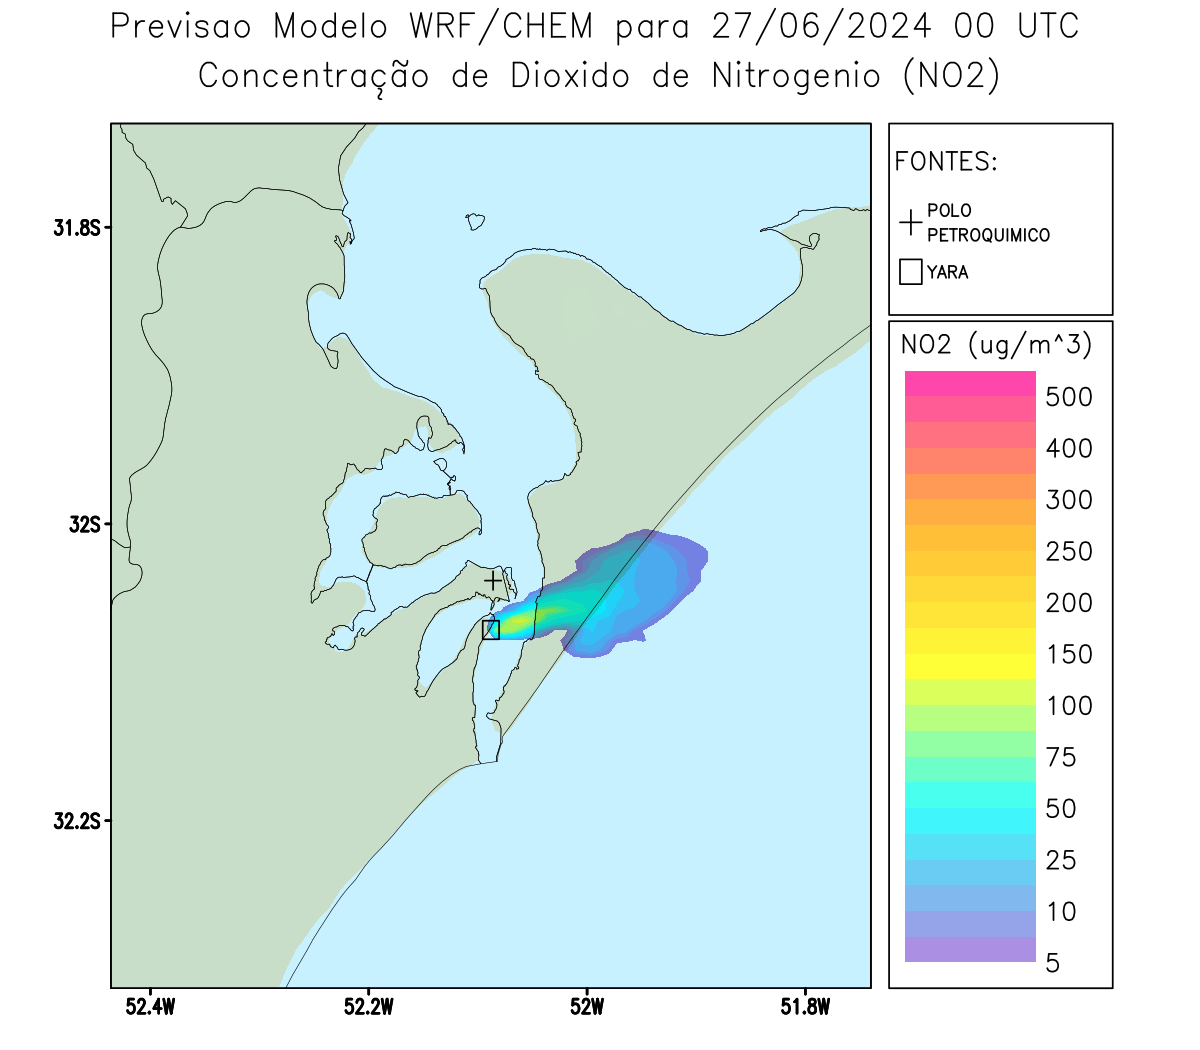 Previsao Modelo WRF/CHEM para 27/06/2024 00 UTC
Concentração de Dioxido de Nitrogenio (NO2)
FONTES:
POLO
PETROQUIMICO
YARA
NO2 (ug/m^3)
500
400
300
250
200
150
100
75
50
25
10
5
31.8S
32S
32.2S
52.4W
52.2W
52W
51.8W